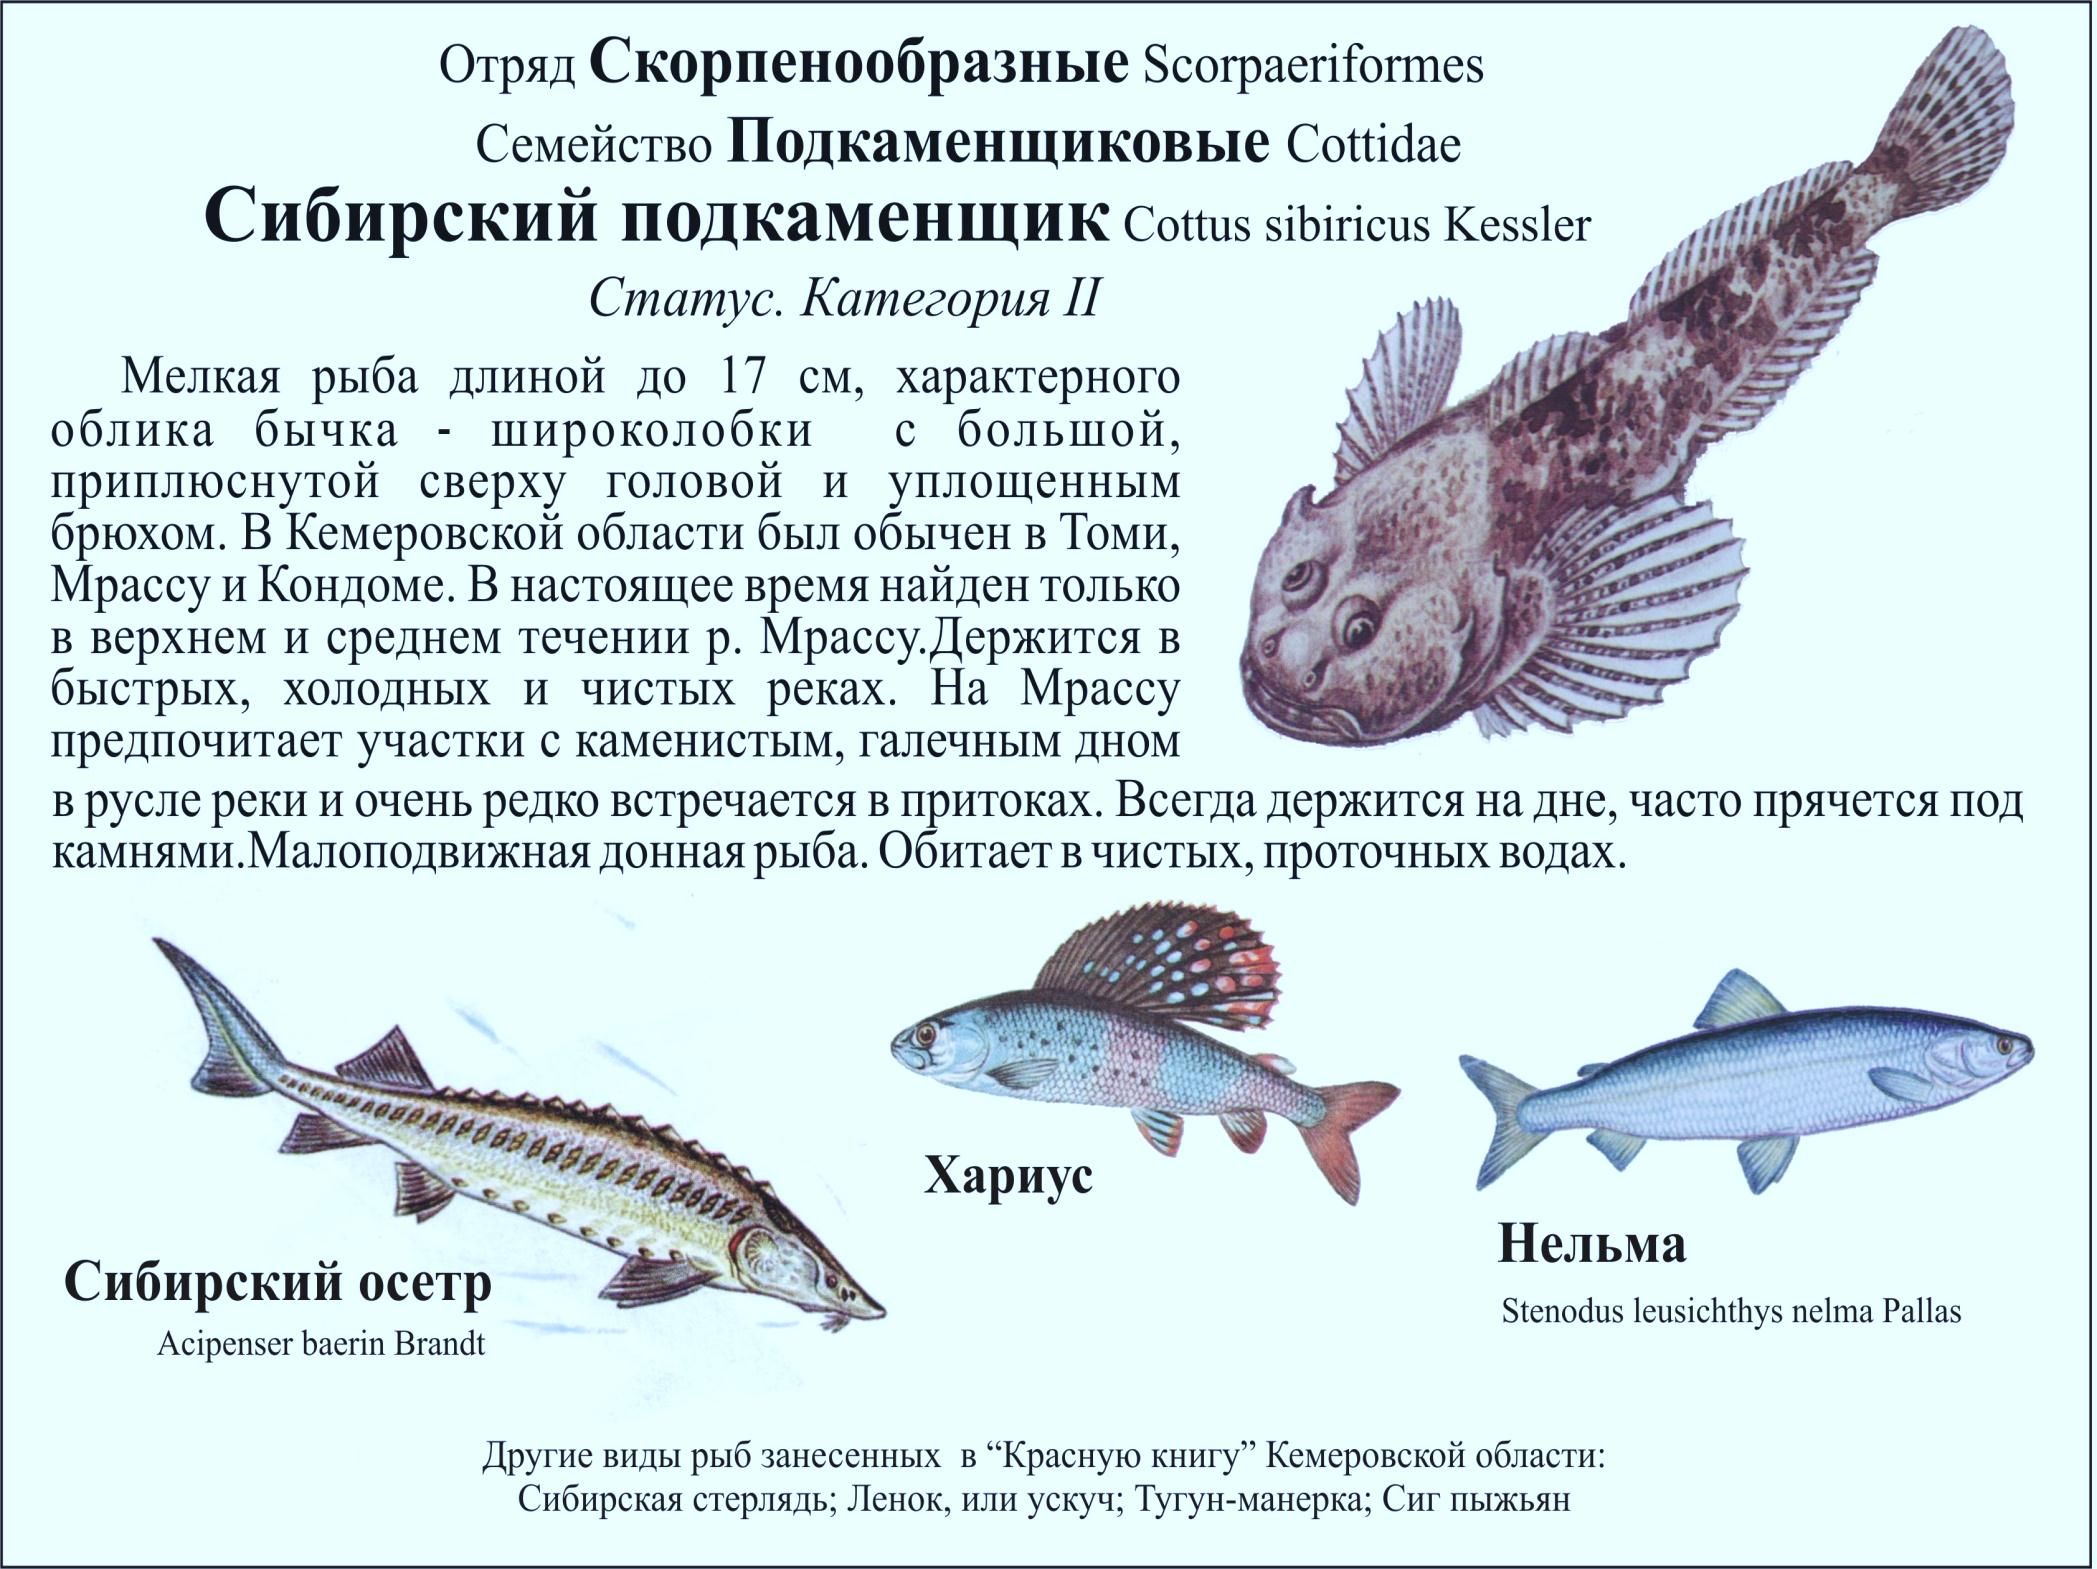 Отряд Скорпенообразные Scorpaeriformes
Семейство Подкаменщиковые Cottidae
Сибирский подкаменщик Cottus sibiricus Kessler
Статус. Категория II
Мелкая рыба длиной до 17 см, характерного
облика бычка - широколобки с большой,
приплюснутой сверху головой и уплощенным
брюхом. В Кемеровской области был обычен в Томи,
Мрассу и Кондоме. В настоящее время найден только
в верхнем и среднем течении р. Мрассу.Держится в
быстрых, холодных и чистых реках. На Мрассу
предпочитает участки с каменистым, галечным дном
в русле реки и очень редко встречается в притоках. Всегда держится на дне, часто прячется под
камнями.Малоподвижная донная рыба. Обитает в чистых, проточных водах.
Хариус
Нельма
Stenodus leusichthys nelma Pallas
Сибирский осетр
Acipenser baerin Brandt
Другие виды рыб занесенных в “Красную книгу” Кемеровской области:
Сибирская стерлядь; Ленок, или ускуч; Тугун-манерка; Сиг пыжьян